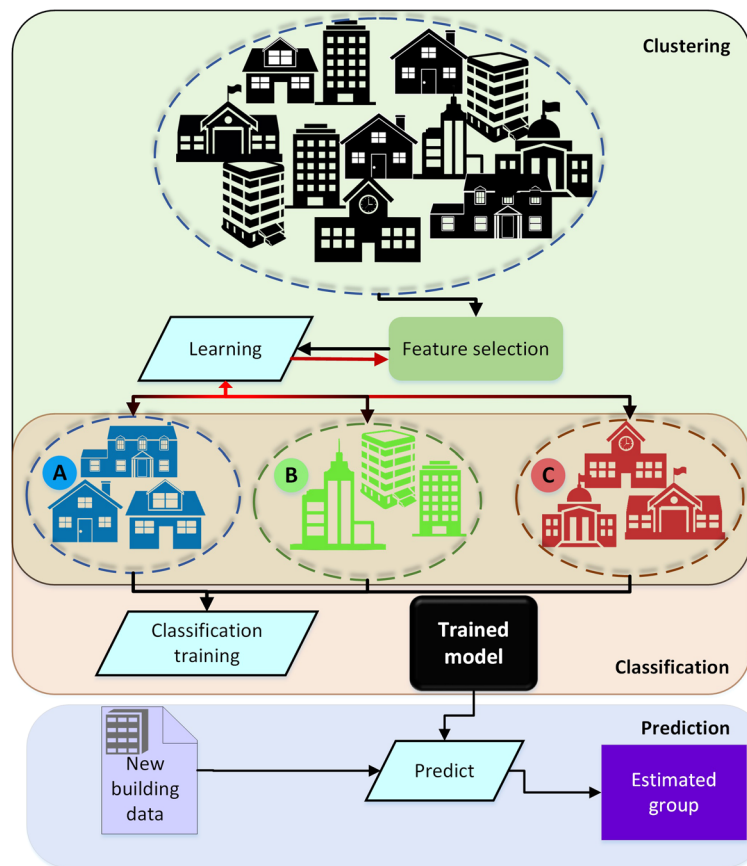 Clustering
Learning
Feature selection
A
B
C
Classification
training
Trained
model
Classification
Prediction
New
building
data
Predict
Estimated
group